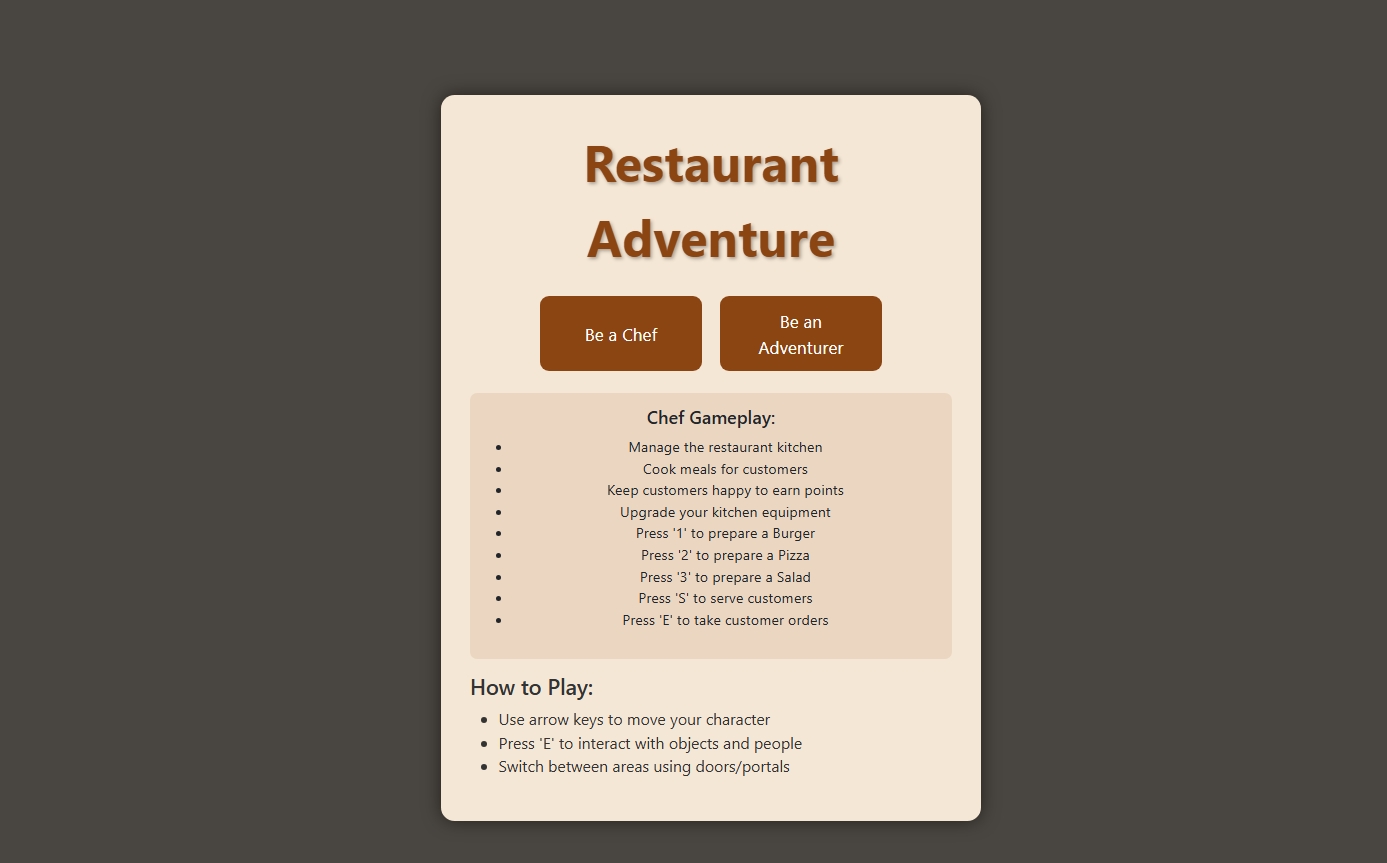 Restaurant
Adventure
Be a Chef
Be an
Adventurer
Chef Gameplay:
Manage the restaurant kitchen
Cook meals for customers
Keep customers happy to earn points
Upgrade your kitchen equipment
Press '1' to prepare a Burger
Press '2' to prepare a Pizza
Press '3' to prepare a Salad
Press 'S' to serve customers
Press 'E' to take customer orders
How to Play:
Use arrow keys to move your character
Press 'E' to interact with objects and people
Switch between areas using doors/portals